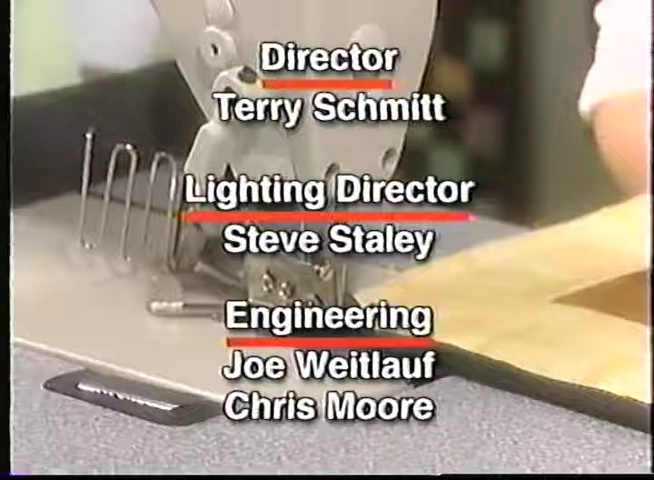 Director
Terry Schmitt
Lighting Director
Steve Staley
Engineering
Joe Weitlauf
Chris Moore